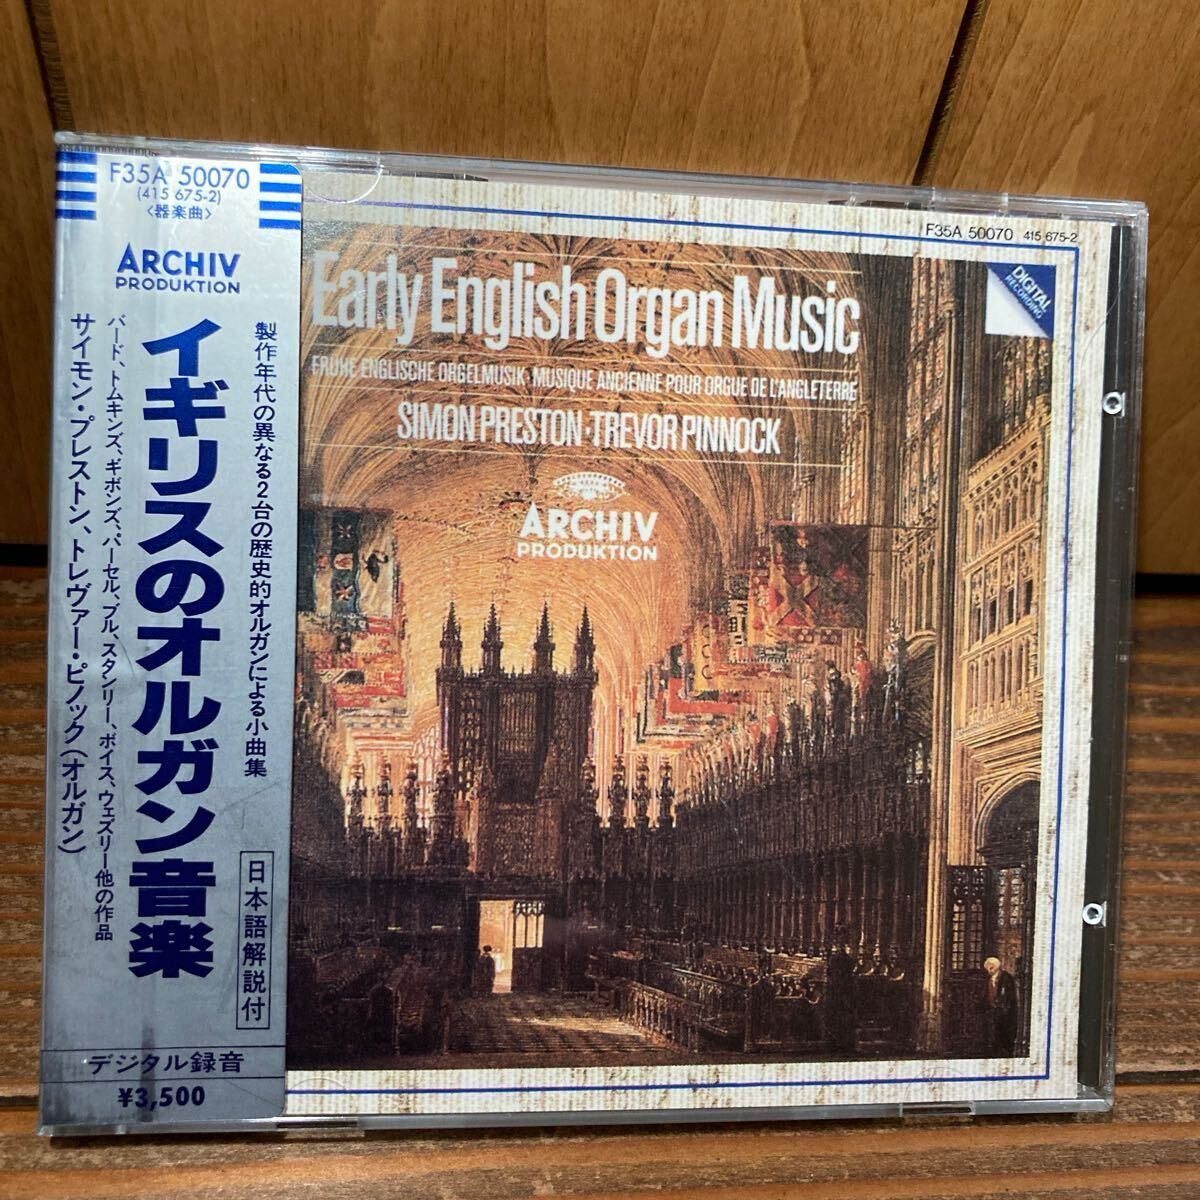 F35A 50070
(415 675-2)
〈器楽曲〉
ARCHIV
PRODUKTION
製作年代の異なる2台の歴史的オルガンによる小曲集
イギリスのオルガン音楽
バード、トムキンズ、ギボンズ、パーセル、ブル、スタンリー、ボイス、ウェズリー他の作品
サイモン・プレストン、トレヴァー・ピノック(オルガン)
日本語解説付
デジタル録音
¥3,500
F35A 50070 415 675-2
DIGITAL
RECORDING
Early English Organ Music
FRÜHE ENGLISCHE ORGELMUSIK · MUSIQUE ANCIENNE POUR ORGUE DE L'ANGLETERRE
SIMON PRESTON · TREVOR PINNOCK
ARCHIV
PRODUKTION